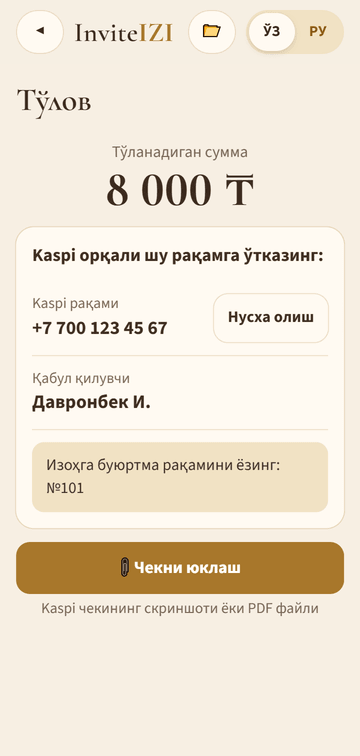 InviteIZI
ЎЗ
РУ
Тўлов
Тўланадиган сумма
8 000 ₸
Kaspi орқали шу рақамга ўтказинг:
Kaspi рақами
+7 700 123 45 67
Нусха олиш
Қабул қилувчи
Давронбек И.
Изоҳга буюртма рақамини ёзинг:
№101
Чекни юклаш
Kaspi чекининг скриншоти ёки PDF файли